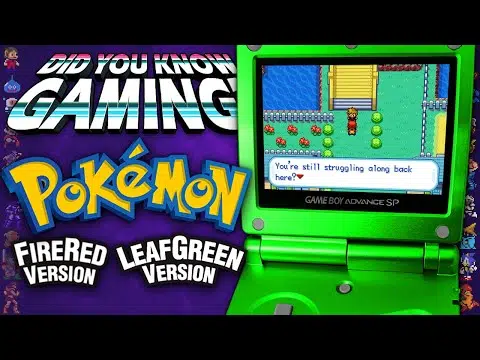 DID YOU KNOW
GAMING?
POKéMON
FIRERED
VERSION
LEAFGREEN
VERSION
You're still struggling along back
here?
GAME BOY ADVANCE SP